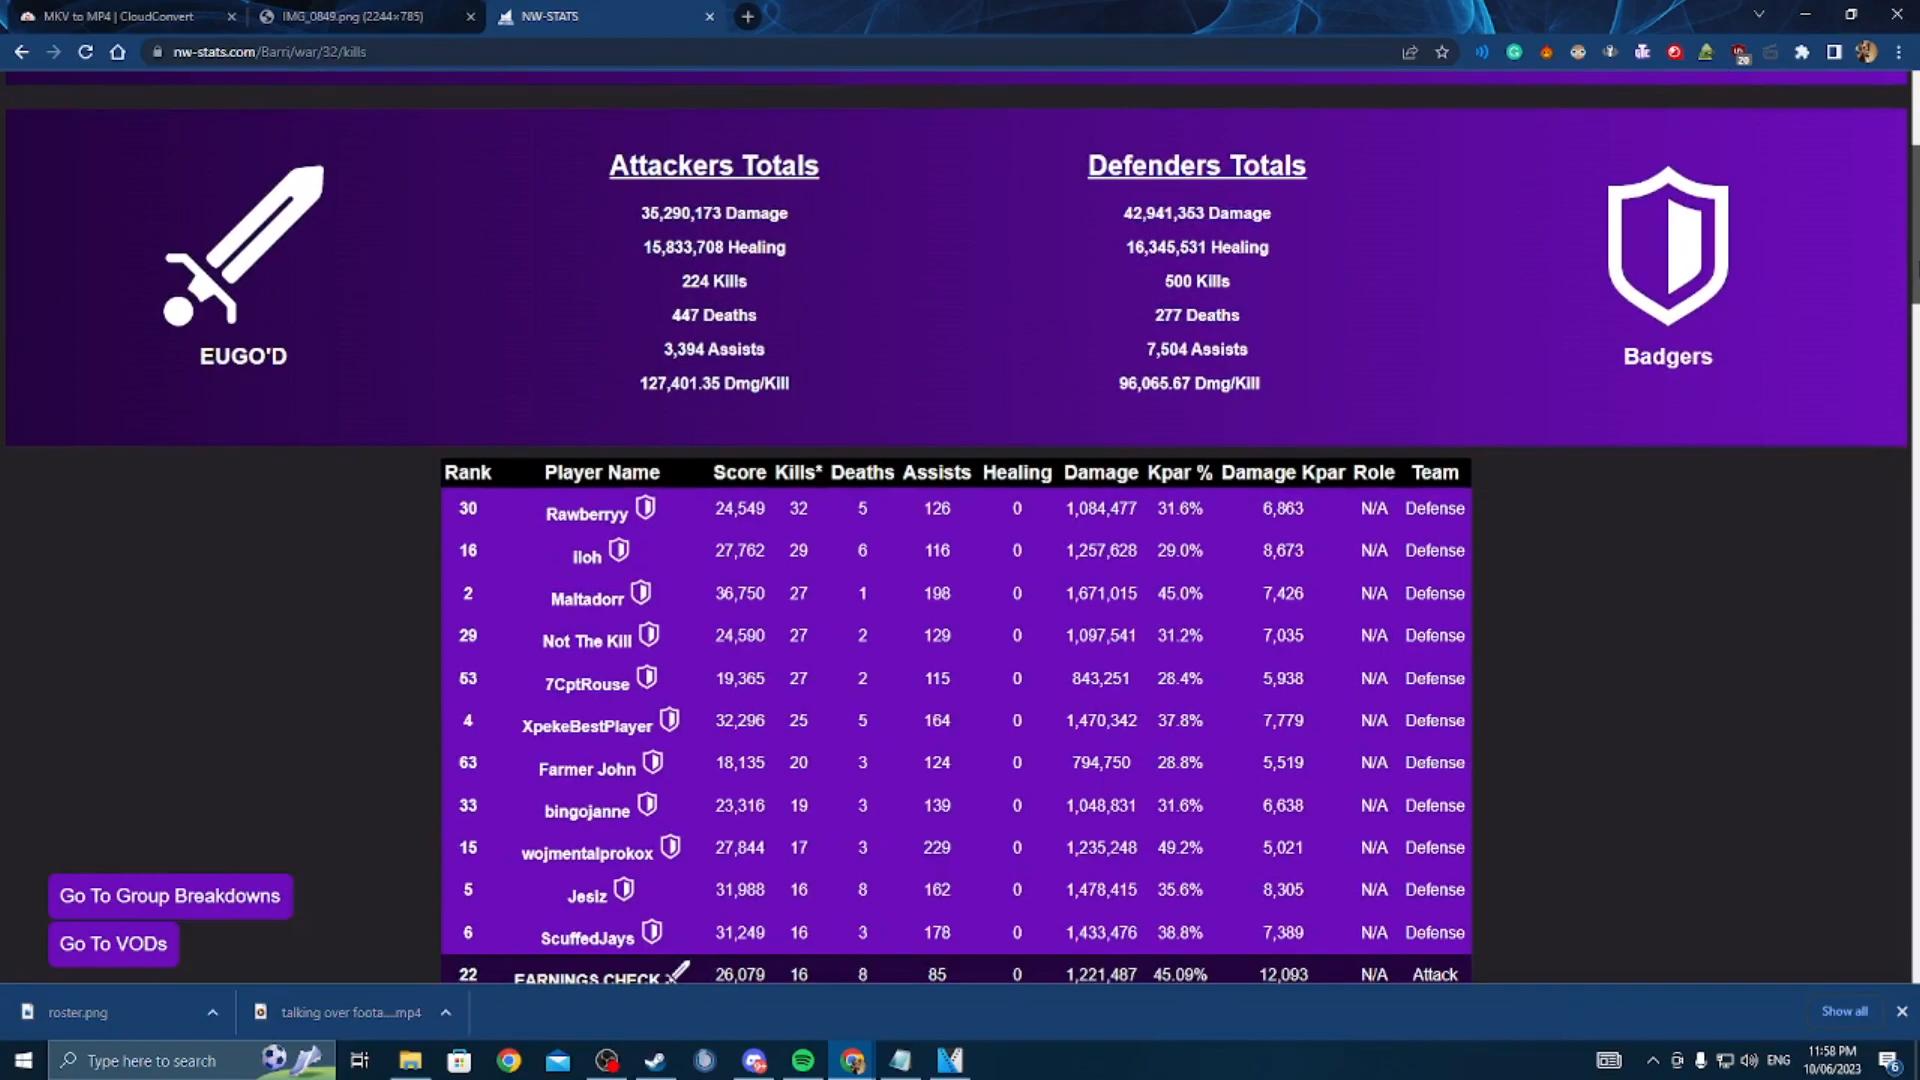 MKV to MP4 | CloudConvert
IMG_0849.png (2244×785)
NW-STATS
nw-stats.com/Barri/war/32/kills
20
Attackers Totals
35,290,173 Damage
15,833,708 Healing
224 Kills
447 Deaths
3,394 Assists
127,401.35 Dmg/Kill
EUGO'D
Defenders Totals
42,941,353 Damage
16,345,531 Healing
500 Kills
277 Deaths
7,504 Assists
96,065.67 Dmg/Kill
Badgers
Rank Player Name Score Kills* Deaths Assists Healing Damage Kpar % Damage Kpar Role Team
30 Rawberryy 24,549 32 5 126 0 1,084,477 31.6% 6,863 N/A Defense
16 lloh 27,762 29 6 116 0 1,257,628 29.0% 8,673 N/A Defense
2 Maltadorr 36,750 27 1 198 0 1,671,015 45.0% 7,426 N/A Defense
29 Not The Kill 24,590 27 2 129 0 1,097,541 31.2% 7,035 N/A Defense
53 7CptRouse 19,365 27 2 115 0 843,251 28.4% 5,938 N/A Defense
4 XpekeBestPlayer 32,296 25 5 164 0 1,470,342 37.8% 7,779 N/A Defense
63 Farmer John 18,135 20 3 124 0 794,750 28.8% 5,519 N/A Defense
33 bingojanne 23,316 19 3 139 0 1,048,831 31.6% 6,638 N/A Defense
15 wojmentalprokox 27,844 17 3 229 0 1,235,248 49.2% 5,021 N/A Defense
5 Jesiz 31,988 16 8 162 0 1,478,415 35.6% 8,305 N/A Defense
6 ScuffedJays 31,249 16 3 178 0 1,433,476 38.8% 7,389 N/A Defense
22 EARNINGS CHECK 26,079 16 8 85 0 1,221,487 45.09% 12,093 N/A Attack
Go To Group Breakdowns
Go To VODs
roster.png
talking over foota....mp4
Show all
Type here to search
ENG
11:58 PM
10/06/2023
6